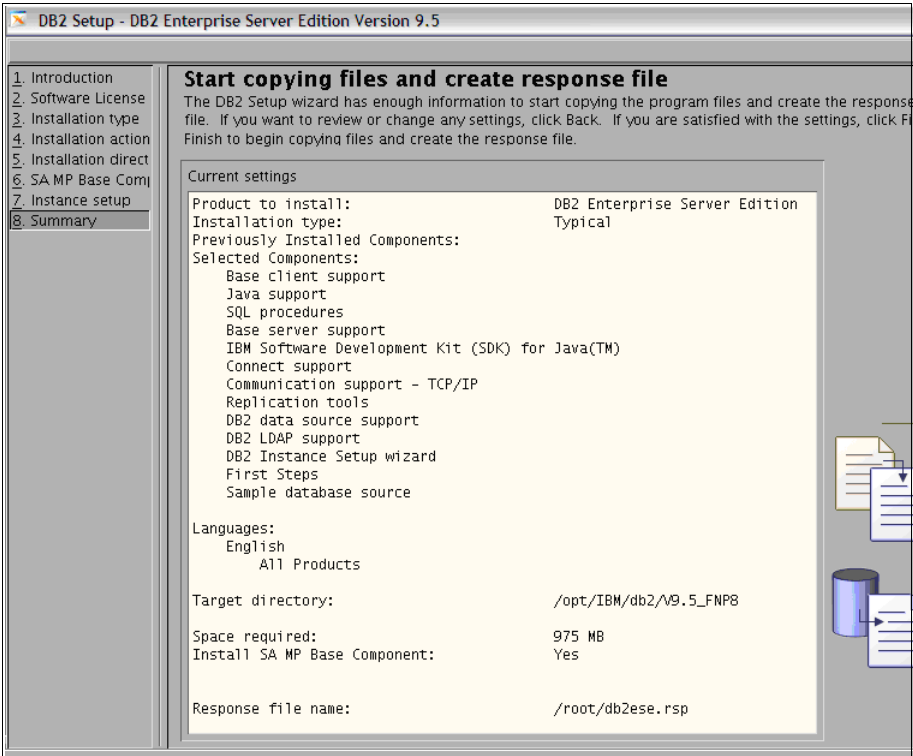 DB2 Setup - DB2 Enterprise Server Edition Version 9.5
1. Introduction
2. Software License
3. Installation type
4. Installation action
5. Installation direct
6. SA MP Base Com
7. Instance setup
8. Summary
Start copying files and create response file
The DB2 Setup wizard has enough information to start copying the program files and create the response
file. If you want to review or change any settings, click Back. If you are satisfied with the settings, click Fi
Finish to begin copying files and create the response file.
Current settings
Product to install: DB2 Enterprise Server Edition
Installation type: Typical
Previously Installed Components:
Selected Components:
Base client support
Java support
SQL procedures
Base server support
IBM Software Development Kit (SDK) for Java(TM)
Connect support
Communication support - TCP/IP
Replication tools
DB2 data source support
DB2 LDAP support
DB2 Instance Setup wizard
First Steps
Sample database source
Languages:
English
All Products
Target directory: /opt/IBM/db2/V9.5_FNP8
Space required: 975 MB
Install SA MP Base Component: Yes
Response file name: /root/db2ese.rsp